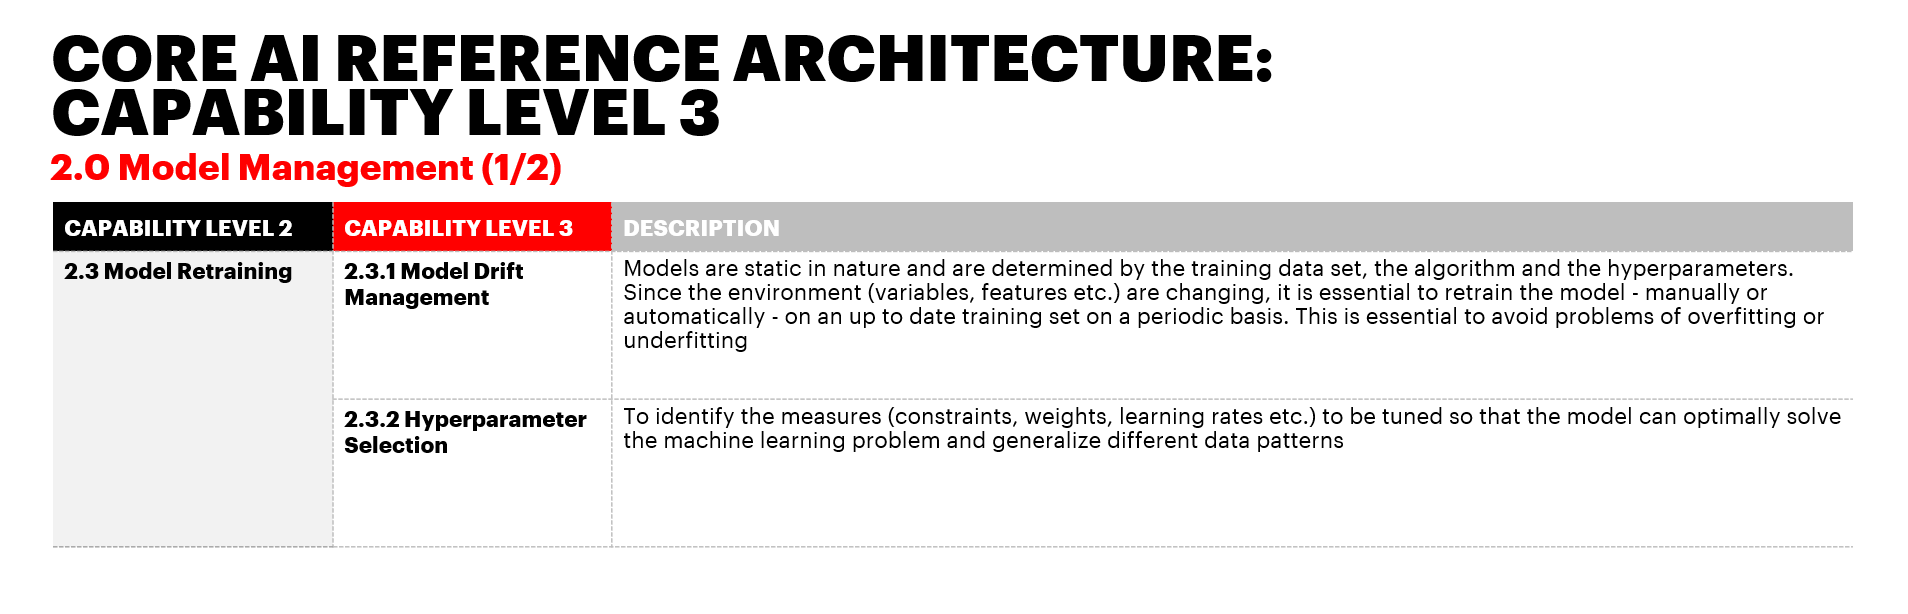 CORE AI REFERENCE ARCHITECTURE:
CAPABILITY LEVEL 3
2.0 Model Management (1/2)
CAPABILITY LEVEL 2
CAPABILITY LEVEL 3
DESCRIPTION
2.3 Model Retraining
2.3.1 Model Drift
Management
Models are static in nature and are determined by the training data set, the algorithm and the hyperparameters.
Since the environment (variables, features etc.) are changing, it is essential to retrain the model - manually or
automatically - on an up to date training set on a periodic basis. This is essential to avoid problems of overfitting or
underfitting
2.3.2 Hyperparameter
Selection
To identify the measures (constraints, weights, learning rates etc.) to be tuned so that the model can optimally solve
the machine learning problem and generalize different data patterns